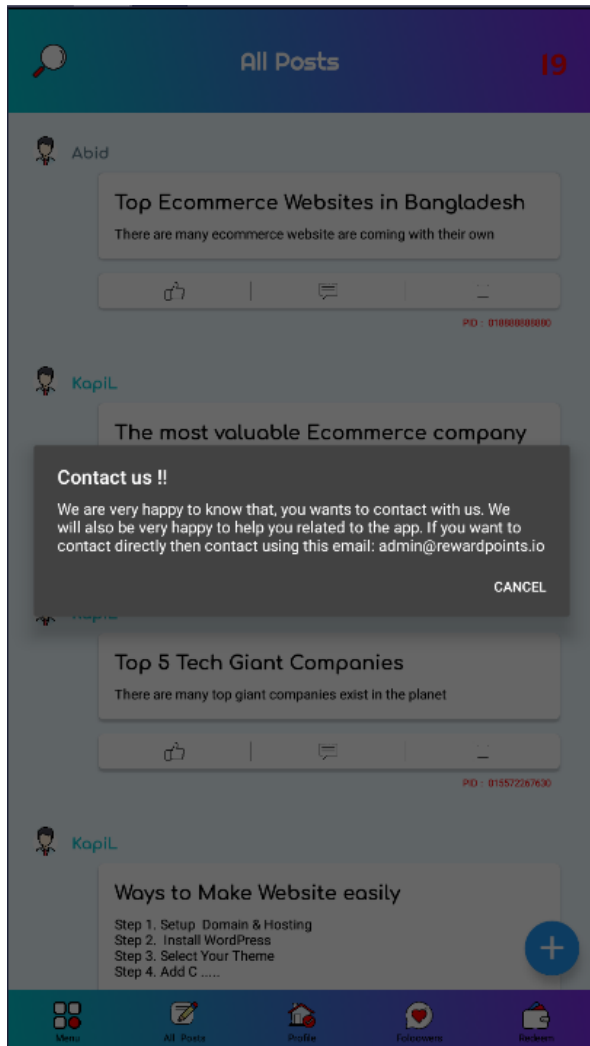 All Posts
19
Abid
Top Ecommerce Websites in Bangladesh
There are many ecommerce website are coming with their own
PID : 018888888880
KapiL
The most valuable Ecommerce company
Contact us !!
We are very happy to know that, you wants to contact with us. We
will also be very happy to help you related to the app. If you want to
contact directly then contact using this email: admin@rewardpoints.io
CANCEL
Top 5 Tech Giant Companies
There are many top giant companies exist in the planet
PID : 015572267630
KapiL
Ways to Make Website easily
Step 1. Setup Domain & Hosting
Step 2. Install WordPress
Step 3. Select Your Theme
Step 4. Add C .....
Menu
All Posts
Profile
Redeem